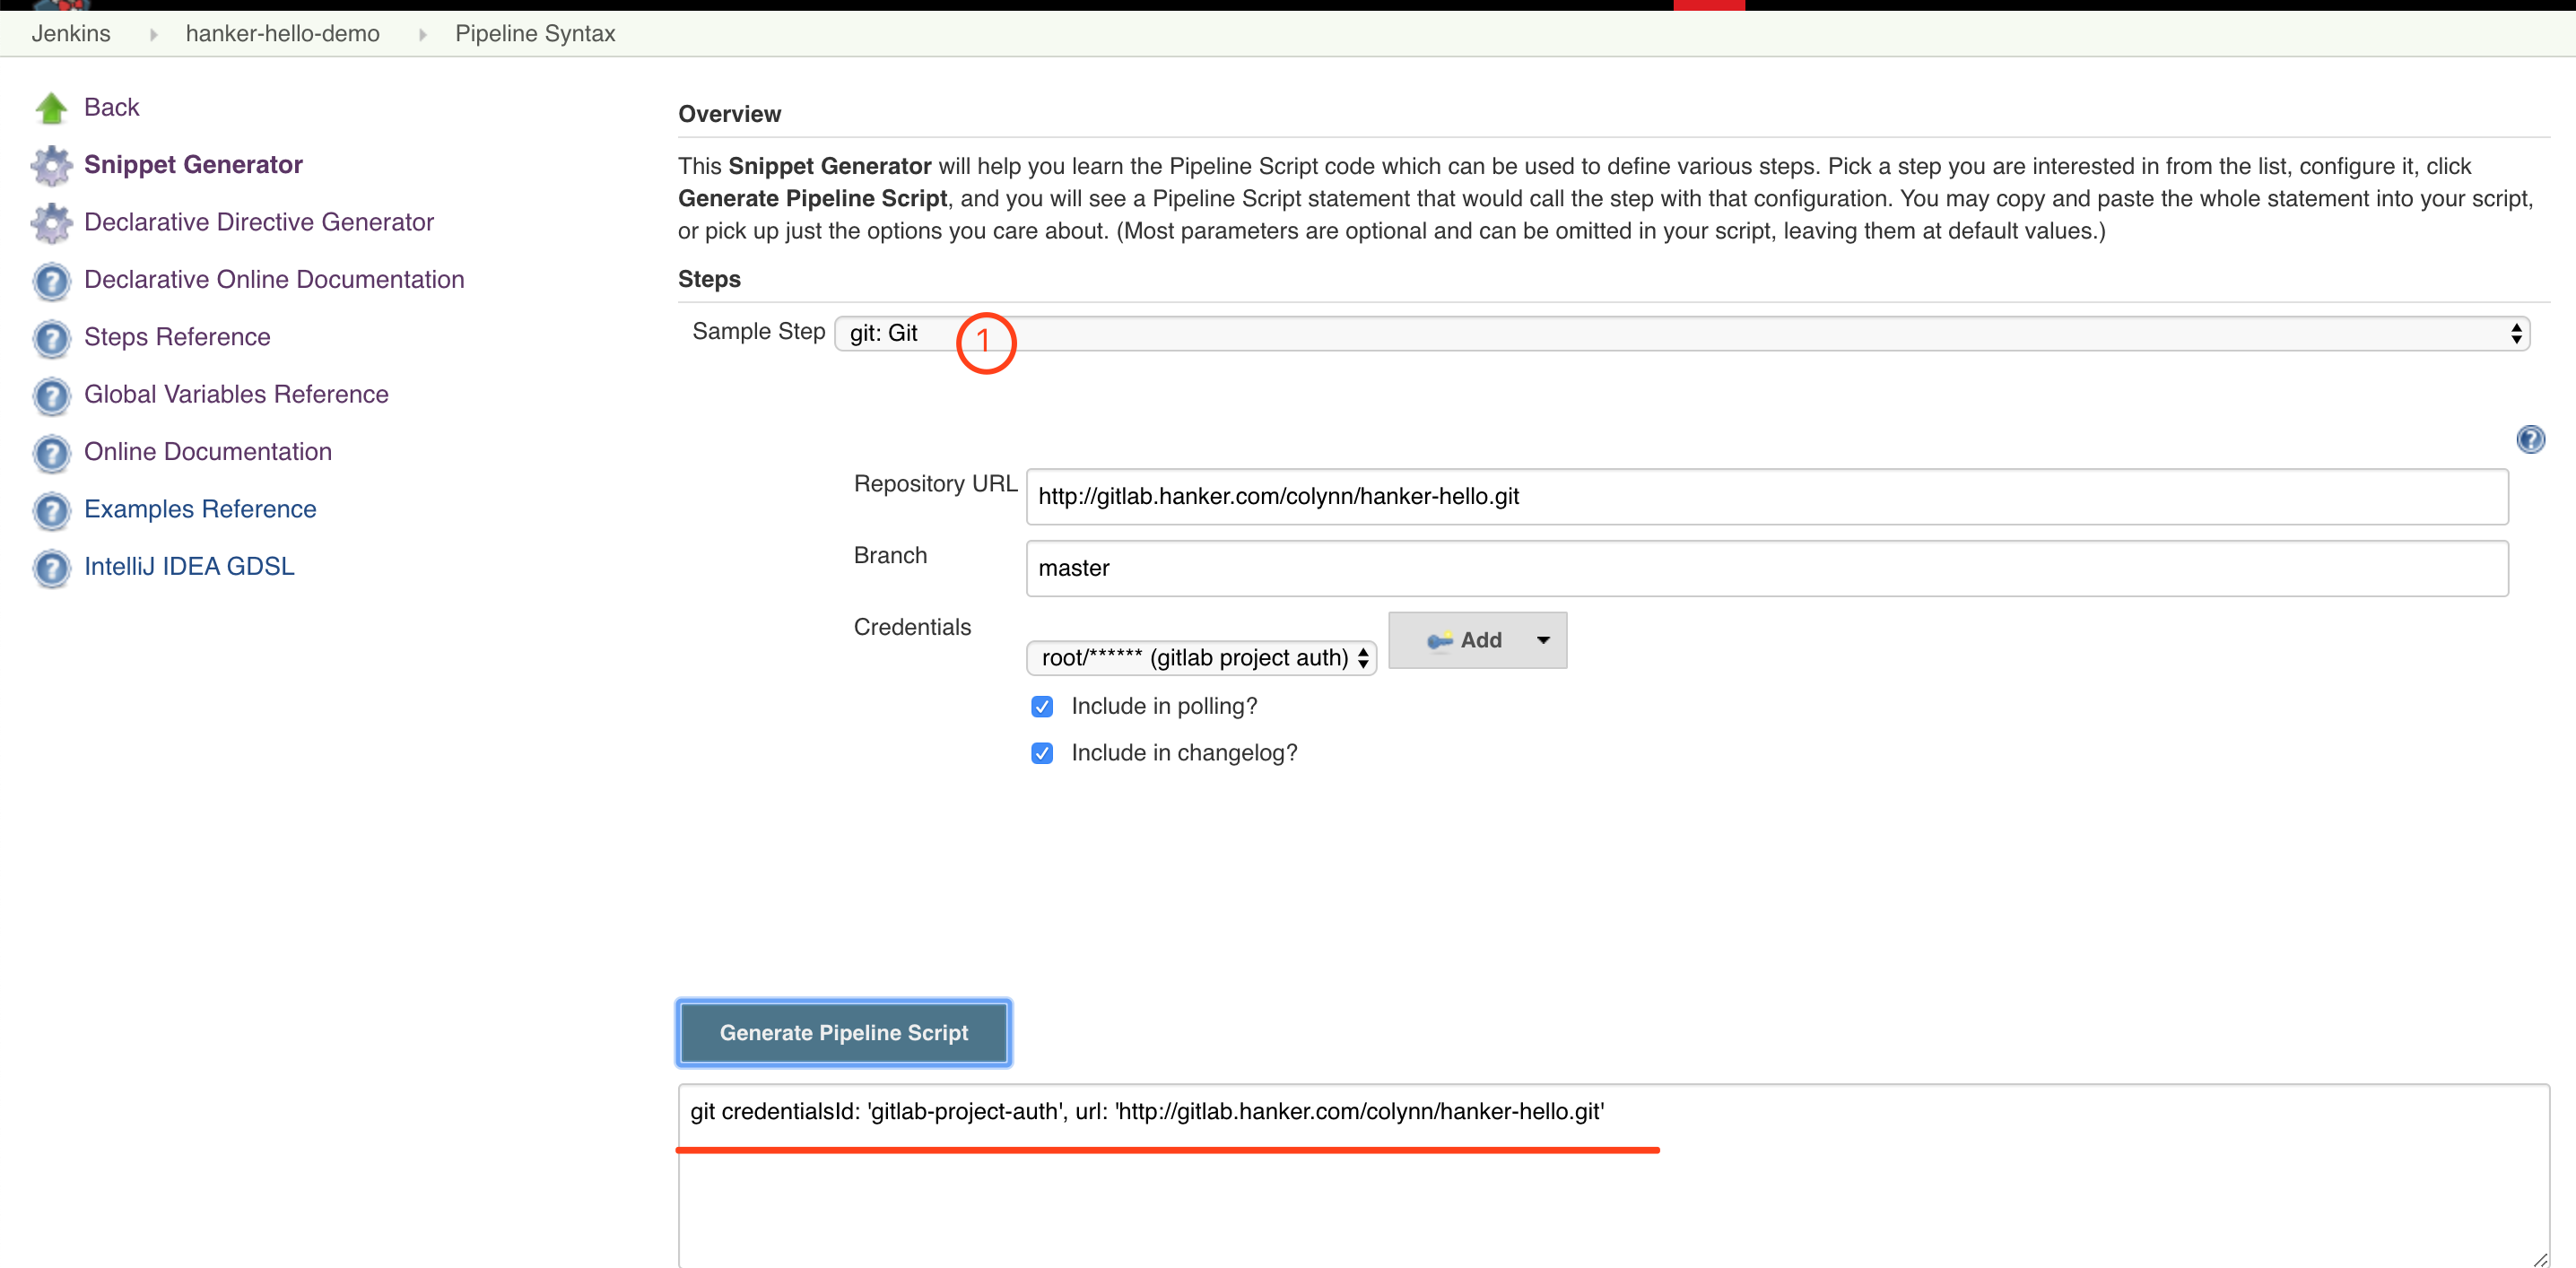 Jenkins hanker-hello-demo Pipeline Syntax
Back
Snippet Generator
Declarative Directive Generator
Declarative Online Documentation
Steps Reference
Global Variables Reference
Online Documentation
Examples Reference
IntelliJ IDEA GDSL
Overview
This Snippet Generator will help you learn the Pipeline Script code which can be used to define various steps. Pick a step you are interested in from the list, configure it, click
Generate Pipeline Script, and you will see a Pipeline Script statement that would call the step with that configuration. You may copy and paste the whole statement into your script,
or pick up just the options you care about. (Most parameters are optional and can be omitted in your script, leaving them at default values.)
Steps
Sample Step git: Git 1
Repository URL http://gitlab.hanker.com/colynn/hanker-hello.git
Branch master
Credentials
root/****** (gitlab project auth) Add
Include in polling?
Include in changelog?
Generate Pipeline Script
git credentialsId: 'gitlab-project-auth', url: 'http://gitlab.hanker.com/colynn/hanker-hello.git'